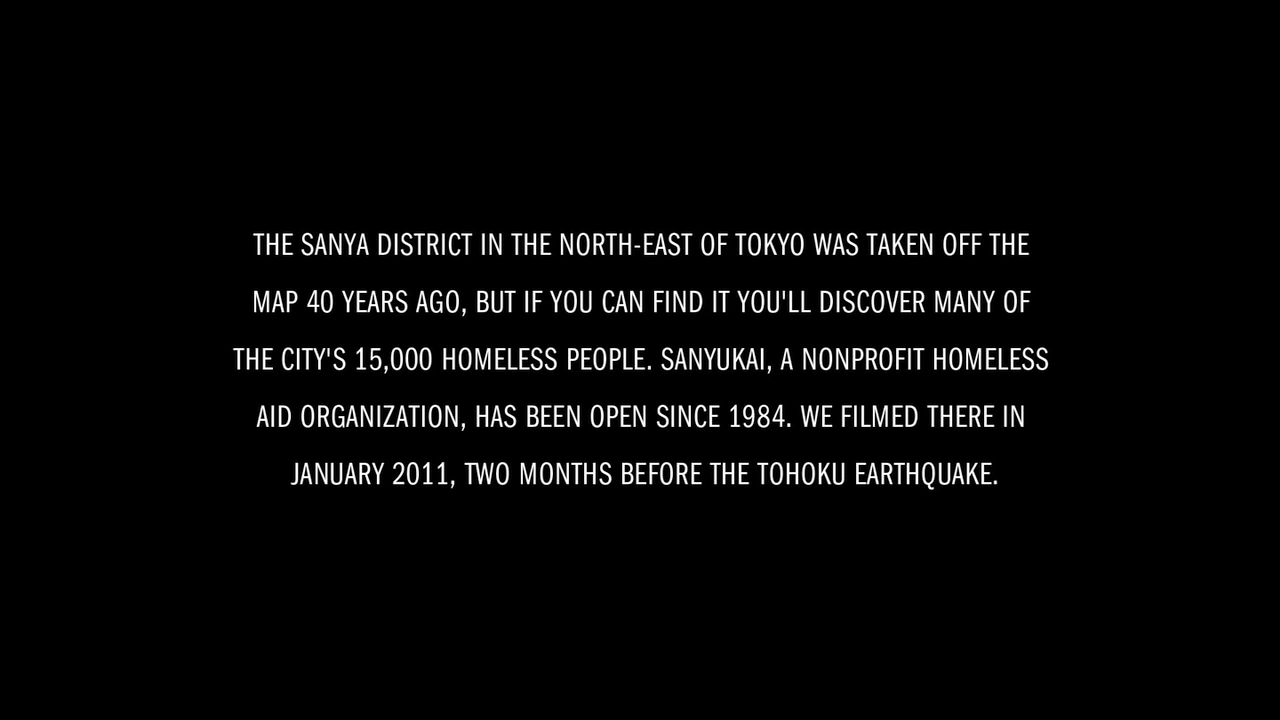 THE SANYA DISTRICT IN THE NORTH-EAST OF TOKYO WAS TAKEN OFF THE
MAP 40 YEARS AGO, BUT IF YOU CAN FIND IT YOU'LL DISCOVER MANY OF
THE CITY'S 15,000 HOMELESS PEOPLE. SANYUKAI, A NONPROFIT HOMELESS
AID ORGANIZATION, HAS BEEN OPEN SINCE 1984. WE FILMED THERE IN
JANUARY 2011, TWO MONTHS BEFORE THE TOHOKU EARTHQUAKE.